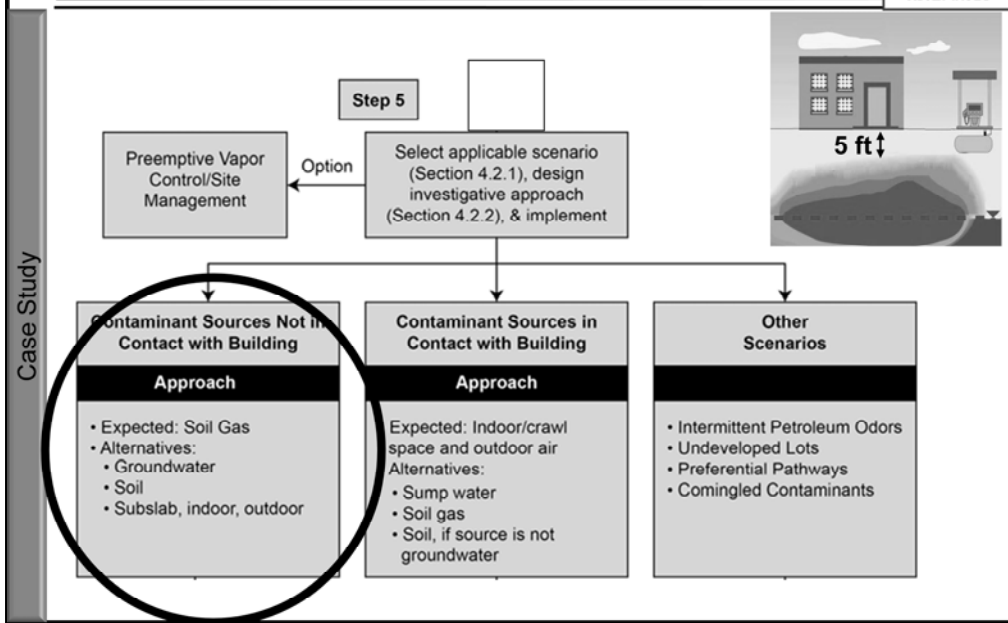 Case Study
Step 5
5 ft
Preemptive Vapor
Control/Site
Management
Option
Select applicable scenario
(Section 4.2.1), design
investigative approach
(Section 4.2.2), & implement
Contaminant Sources Not in
Contact with Building
Approach
• Expected: Soil Gas
• Alternatives:
• Groundwater
• Soil
• Subslab, indoor, outdoor
Contaminant Sources in
Contact with Building
Approach
Expected: Indoor/crawl
space and outdoor air
Alternatives:
• Sump water
• Soil gas
• Soil, if source is not
groundwater
Other
Scenarios
• Intermittent Petroleum Odors
• Undeveloped Lots
• Preferential Pathways
• Comingled Contaminants